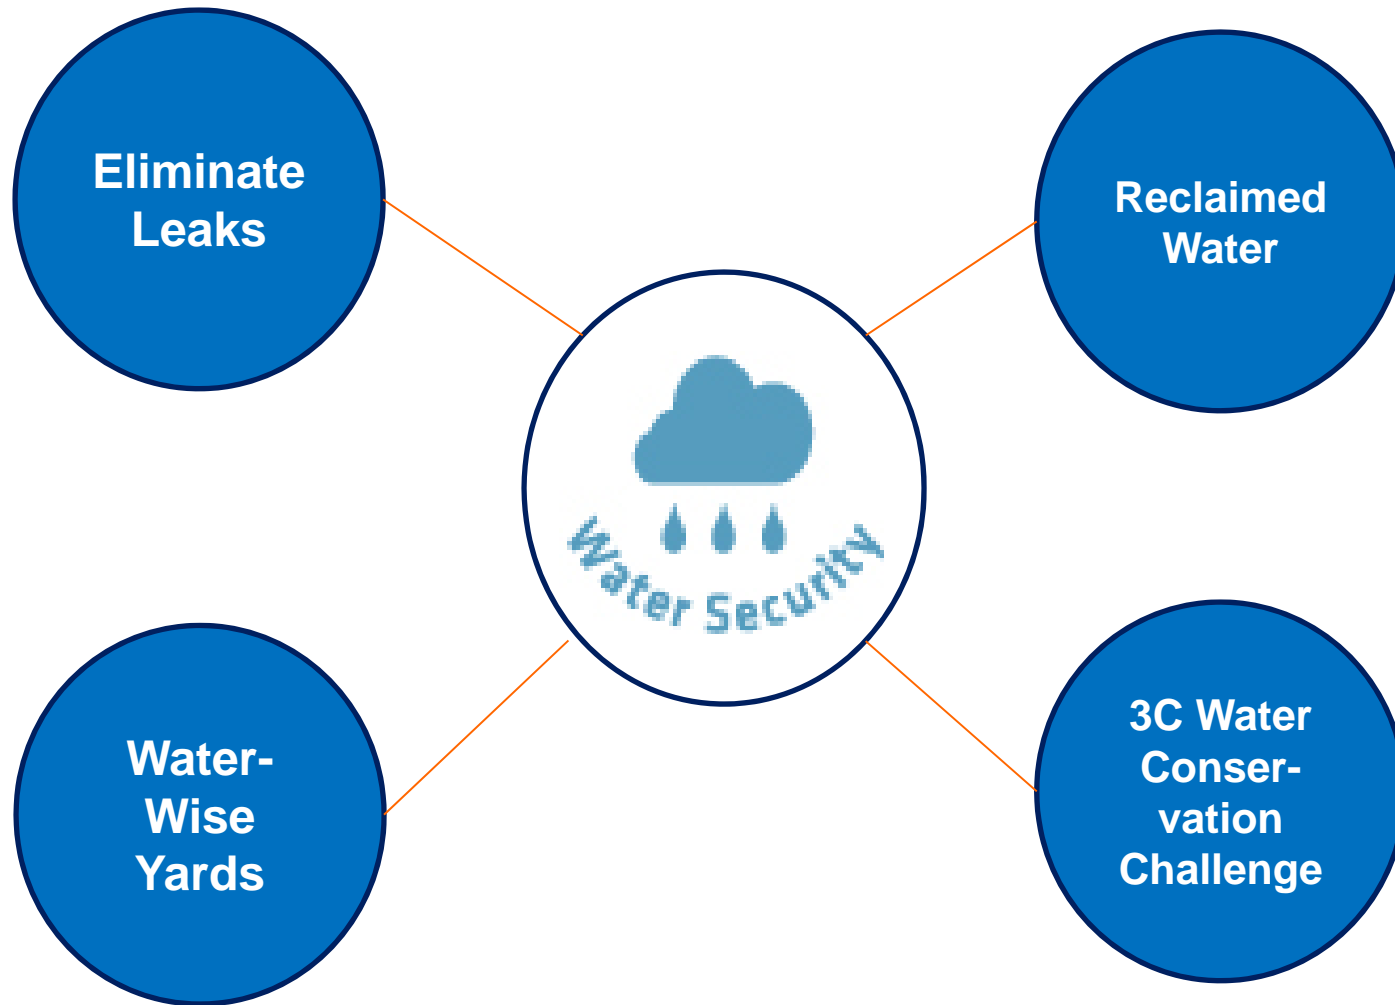 Eliminate
Leaks
Reclaimed
Water
Water Security
Water-
Wise
Yards
3C Water
Conser-
vation
Challenge